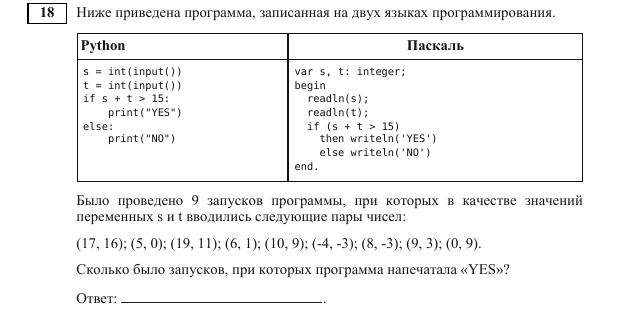 18 Ниже приведена программа, записанная на двух языках программирования.
Python
s = int(input())
t = int(input())
if s + t > 15:
    print("YES")
else:
    print("NO")
Паскаль
var s, t: integer;
begin
  readln(s);
  readln(t);
  if (s + t > 15)
    then writeln('YES')
    else writeln('NO')
end.
Было проведено 9 запусков программы, при которых в качестве значений
переменных s и t вводились следующие пары чисел:
(17, 16); (5, 0); (19, 11); (6, 1); (10, 9); (-4, -3); (8, -3); (9, 3); (0, 9).
Сколько было запусков, при которых программа напечатала «YES»?
Ответ: ______________________________.